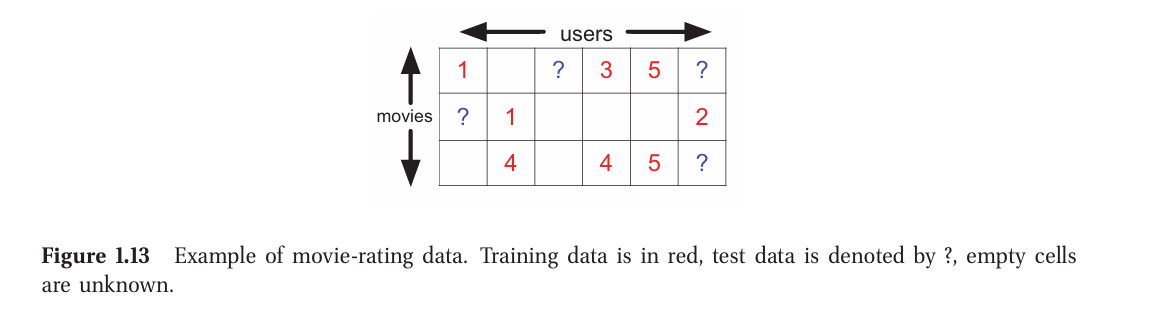 users
1 ? 3 5 ?
movies ? 1 2
4 4 5 ?
Figure 1.13 Example of movie-rating data. Training data is in red, test data is denoted by ?, empty cells
are unknown.